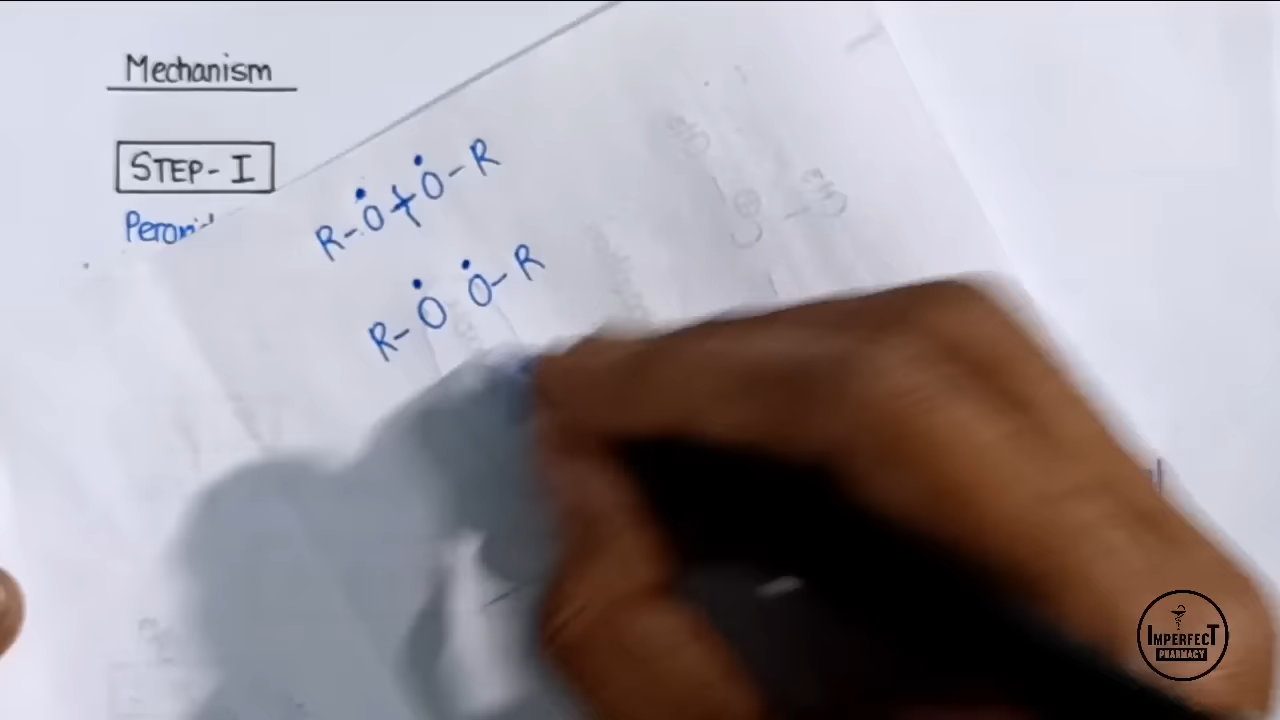 Mechanism
STEP-I
R-O+O-R
R-O O-R
IMPERFECT
PHARMACY